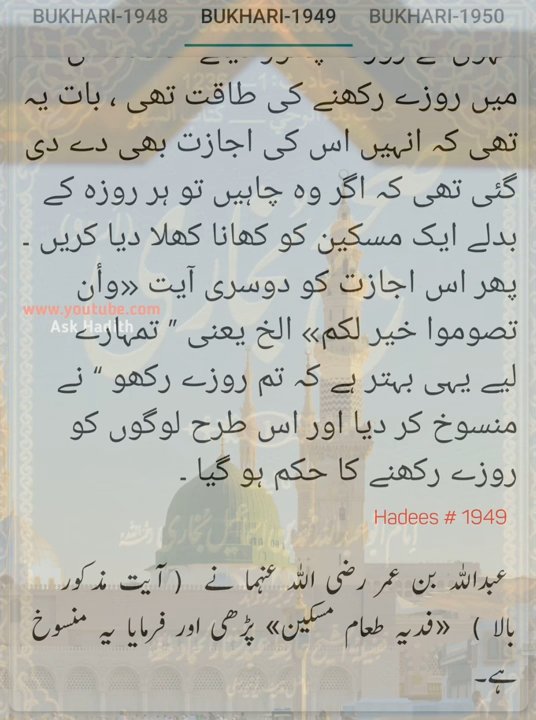 BUKHARI-1948 BUKHARI-1949 BUKHARI-1950
میں روزے رکھنے کی طاقت تھی ، بات یہ
تھی کہ انہیں اس کی اجازت بھی دے دی
گئی تھی کہ اگر وہ چاہیں تو ہر روزہ کے
بدلے ایک مسکین کو کھانا کھلا دیا کریں ۔
پھر اس اجازت کو دوسری آیت «وأن
www.youtube.com
Ask Hadith
تصوموا خير لكم» الخ یعنی ” تمہارے
لیے یہی بہتر ہے کہ تم روزے رکھو “ نے
منسوخ کر دیا اور اس طرح لوگوں کو
روزے رکھنے کا حکم ہو گیا ۔
Hadees # 1949
عبداللہ بن عمر رضی اللہ عنہما نے ( آیت مذکور
بالا ) «فدية طعام مسكين» پڑھی اور فرمایا یہ منسوخ
ہے۔